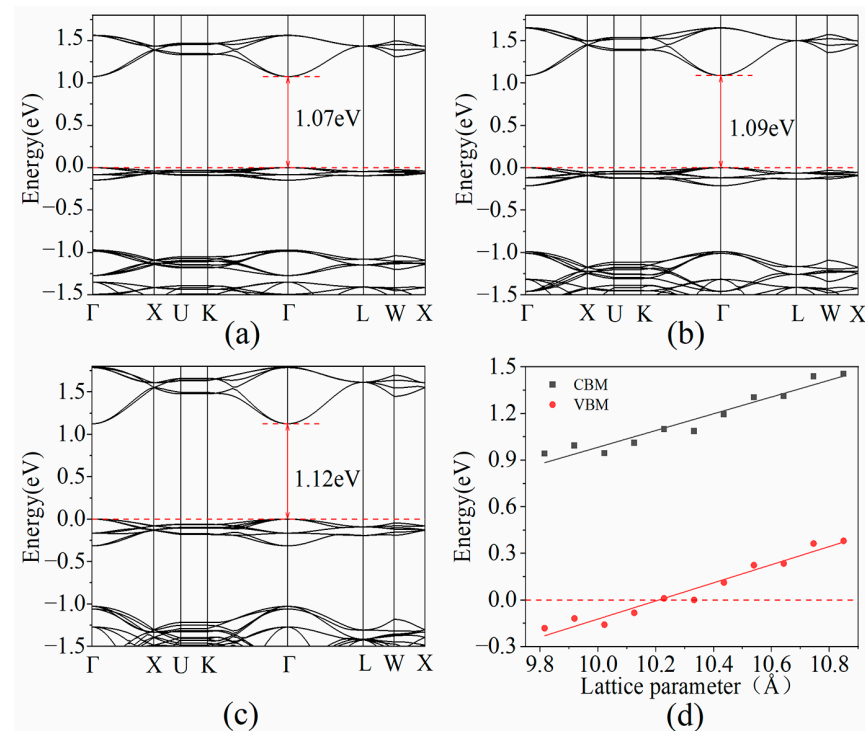 1.5
1.0
0.5
0.0
−0.5
−1.0
−1.5
Energy(eV)
1.07eV
Γ X U K Γ L W X
(a)
1.5
1.0
0.5
0.0
−0.5
−1.0
−1.5
Energy(eV)
1.09eV
Γ X U K Γ L W X
(b)
1.5
1.0
0.5
0.0
−0.5
−1.0
−1.5
Energy(eV)
1.12eV
Γ X U K Γ L W X
(c)
1.5
1.2
0.9
0.6
0.3
0.0
−0.3
Energy(eV)
CBM
VBM
9.8 10.0 10.2 10.4 10.6 10.8
Lattice parameter（Å）
(d)